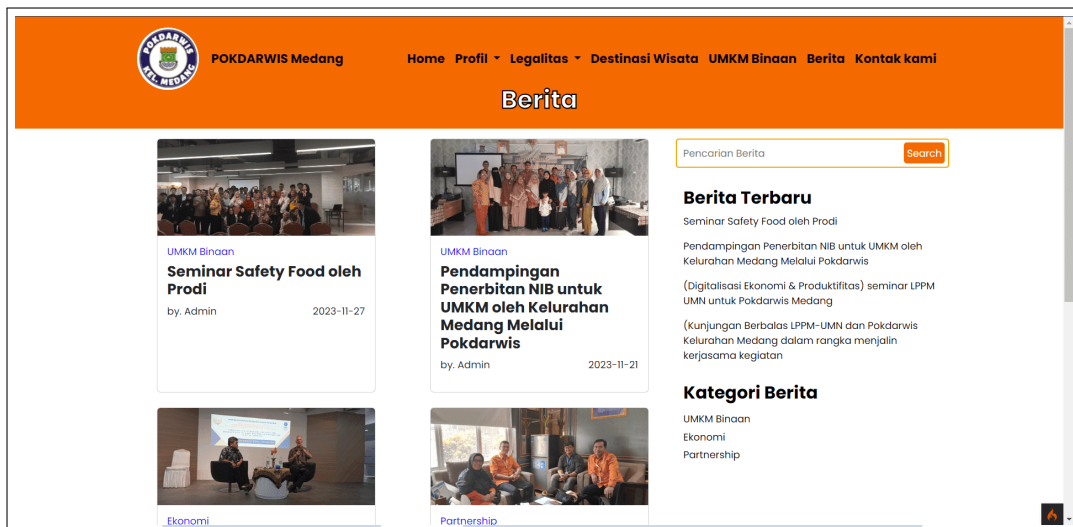 POKDARWIS
KEL. MEDANG
POKDARWIS Medang
Home Profil Legalitas Destinasi Wisata UMKM Binaan Berita Kontak kami
Berita
UMKM Binaan
Seminar Safety Food oleh
Prodi
by. Admin 2023-11-27
UMKM Binaan
Pendampingan
Penerbitan NIB untuk
UMKM oleh Kelurahan
Medang Melalui
Pokdarwis
by. Admin 2023-11-21
Ekonomi
Partnership
Pencarian Berita Search
Berita Terbaru
Seminar Safety Food oleh Prodi
Pendampingan Penerbitan NIB untuk UMKM oleh
Kelurahan Medang Melalui Pokdarwis
(Digitalisasi Ekonomi & Produktifitas) seminar LPPM
UMN untuk Pokdarwis Medang
(Kunjungan Berbalas LPPM-UMN dan Pokdarwis
Kelurahan Medang dalam rangka menjalin
kerjasama kegiatan
Kategori Berita
UMKM Binaan
Ekonomi
Partnership